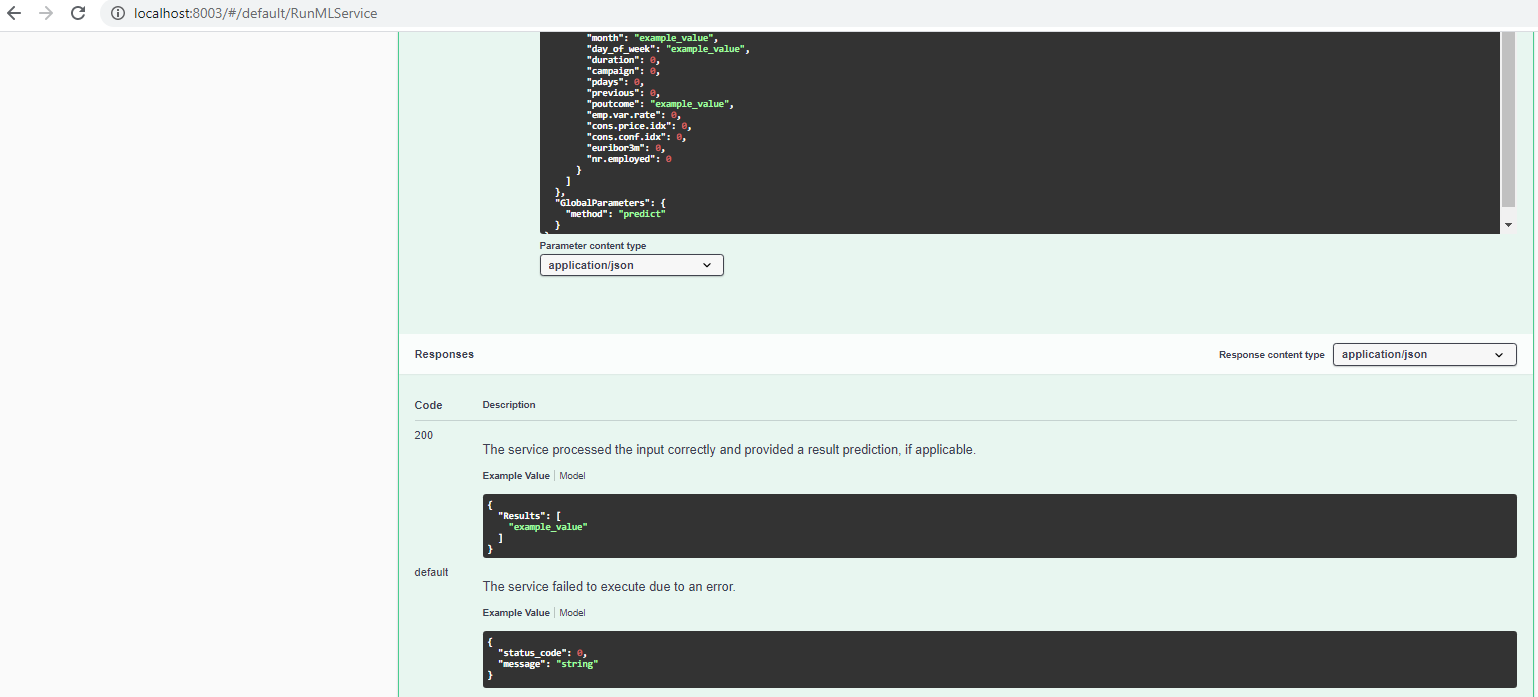 localhost:8003/#/default/RunMLService
"month": "example_value",
"day_of_week": "example_value",
"duration": 0,
"campaign": 0,
"pdays": 0,
"previous": 0,
"poutcome": "example_value",
"emp.var.rate": 0,
"cons.price.idx": 0,
"cons.conf.idx": 0,
"euribor3m": 0,
"nr.employed": 0
}
]
},
"GlobalParameters": {
"method": "predict"
}
Parameter content type
application/json
Responses
Response content type
application/json
Code Description
200
The service processed the input correctly and provided a result prediction, if applicable.
Example Value | Model
{
"Results": [
"example_value"
]
}
default
The service failed to execute due to an error.
Example Value | Model
{
"status_code": 0,
"message": "string"
}